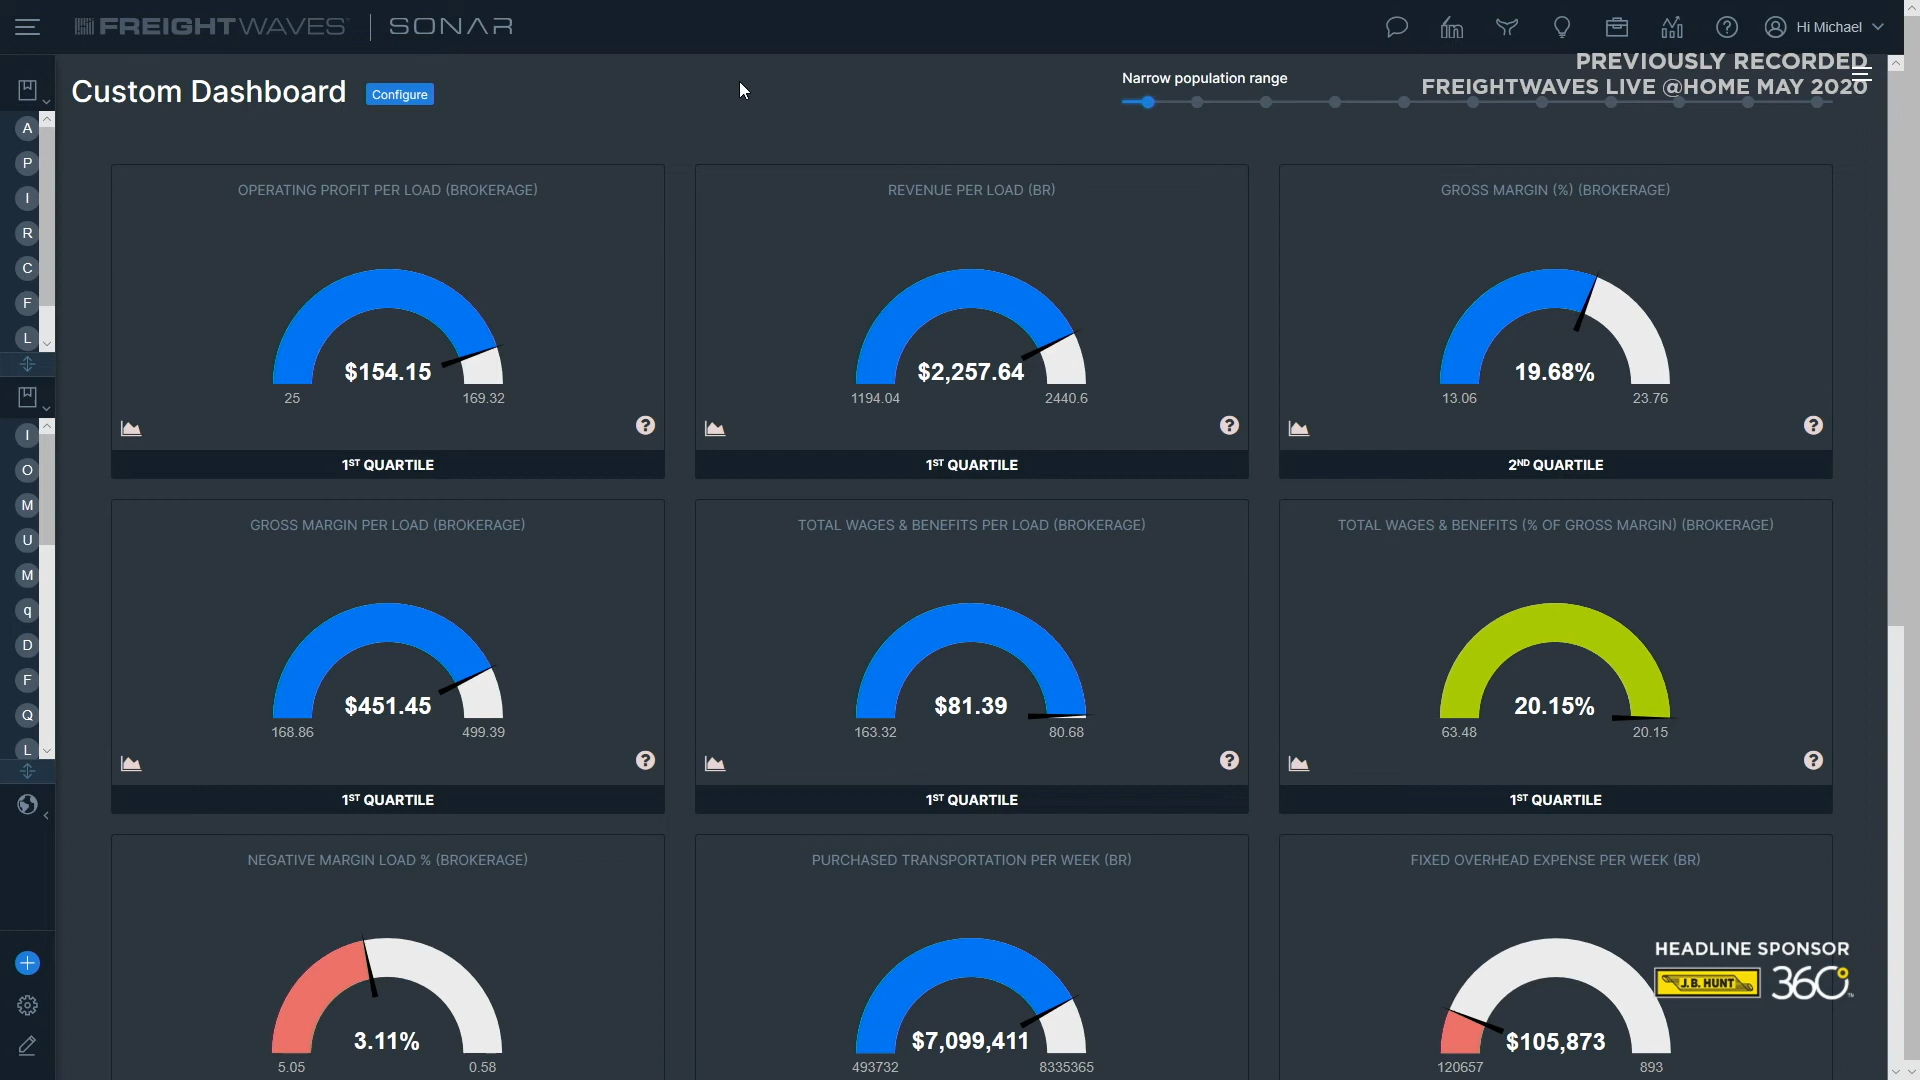 FREIGHTWAVES | SONAR
Hi Michael
PREVIOUSLY RECORDED
FREIGHTWAVES LIVE @HOME MAY 2020
Custom Dashboard
Configure
Narrow population range
A
P
I
R
C
F
L
I
O
M
U
M
q
D
F
Q
L
OPERATING PROFIT PER LOAD (BROKERAGE)
$154.15
25 169.32
1ST QUARTILE
REVENUE PER LOAD (BR)
$2,257.64
1194.04 2440.6
1ST QUARTILE
GROSS MARGIN (%) (BROKERAGE)
19.68%
13.06 23.76
2ND QUARTILE
GROSS MARGIN PER LOAD (BROKERAGE)
$451.45
168.86 499.39
1ST QUARTILE
TOTAL WAGES & BENEFITS PER LOAD (BROKERAGE)
$81.39
163.32 80.68
1ST QUARTILE
TOTAL WAGES & BENEFITS (% OF GROSS MARGIN) (BROKERAGE)
20.15%
63.48 20.15
1ST QUARTILE
NEGATIVE MARGIN LOAD % (BROKERAGE)
3.11%
5.05 0.58
PURCHASED TRANSPORTATION PER WEEK (BR)
$7,099,411
493732 8335365
FIXED OVERHEAD EXPENSE PER WEEK (BR)
$105,873
120657 893
HEADLINE SPONSOR
J.B. HUNT 360°